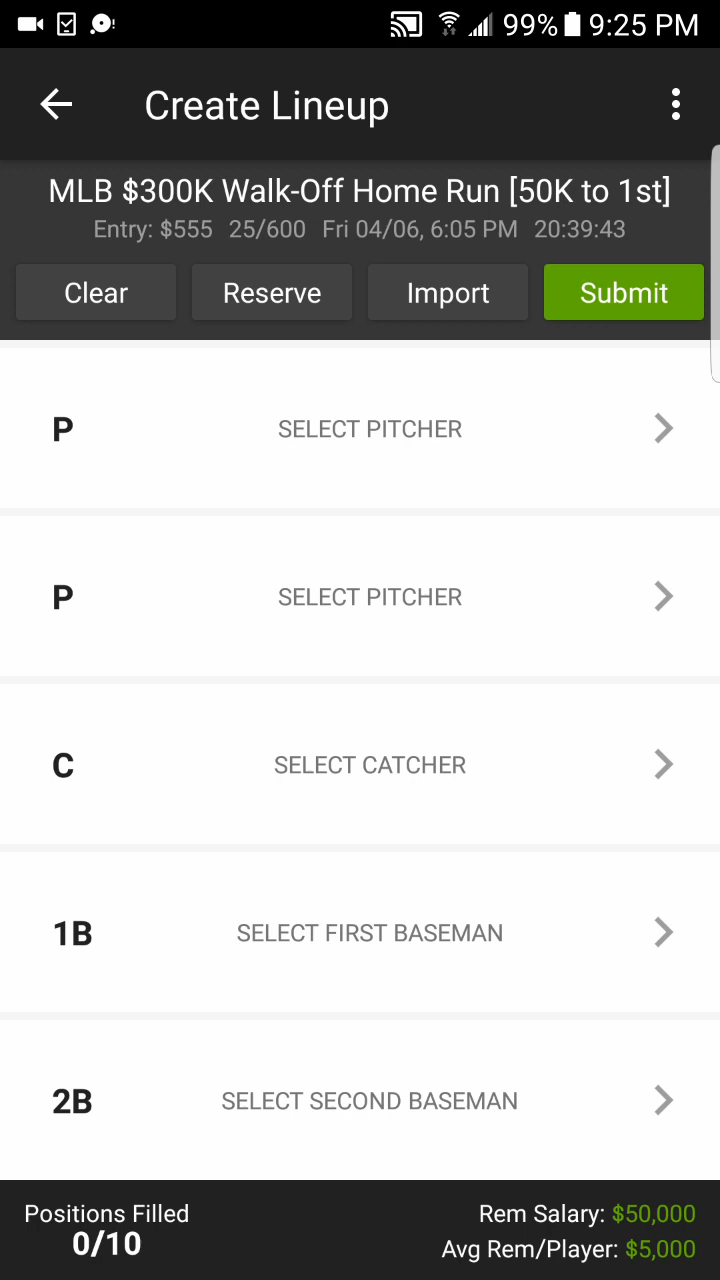 99% 9:25 PM
Create Lineup
MLB $300K Walk-Off Home Run [50K to 1st]
Entry: $555 25/600 Fri 04/06, 6:05 PM 20:39:43
Clear Reserve Import Submit
P SELECT PITCHER
P SELECT PITCHER
C SELECT CATCHER
1B SELECT FIRST BASEMAN
2B SELECT SECOND BASEMAN
Positions Filled Rem Salary: $50,000
0/10 Avg Rem/Player: $5,000